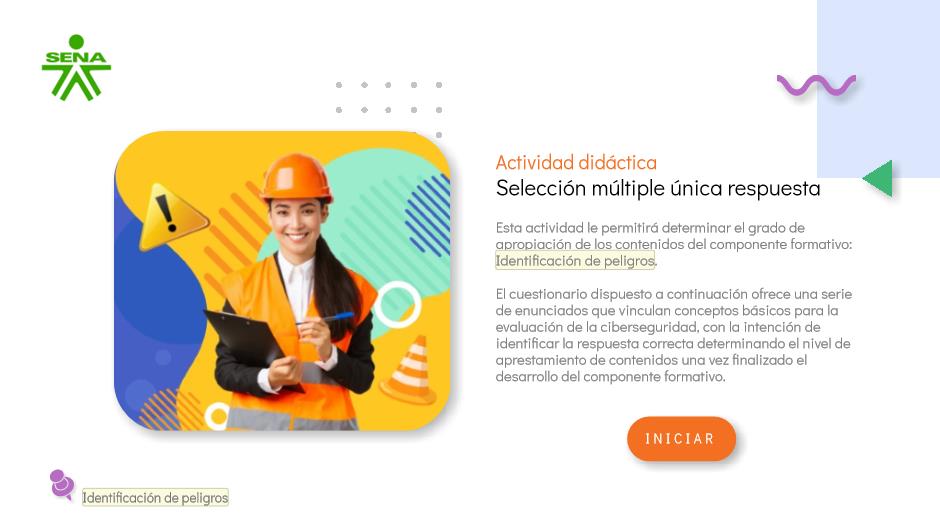 SENA
Actividad didáctica
Selección múltiple única respuesta
Esta actividad le permitirá determinar el grado de
apropiación de los contenidos del componente formativo:
Identificación de peligros.
El cuestionario dispuesto a continuación ofrece una serie
de enunciados que vinculan conceptos básicos para la
evaluación de la ciberseguridad, con la intención de
identificar la respuesta correcta determinando el nivel de
aprestamiento de contenidos una vez finalizado el
desarrollo del componente formativo.
INICIAR
Identificación de peligros